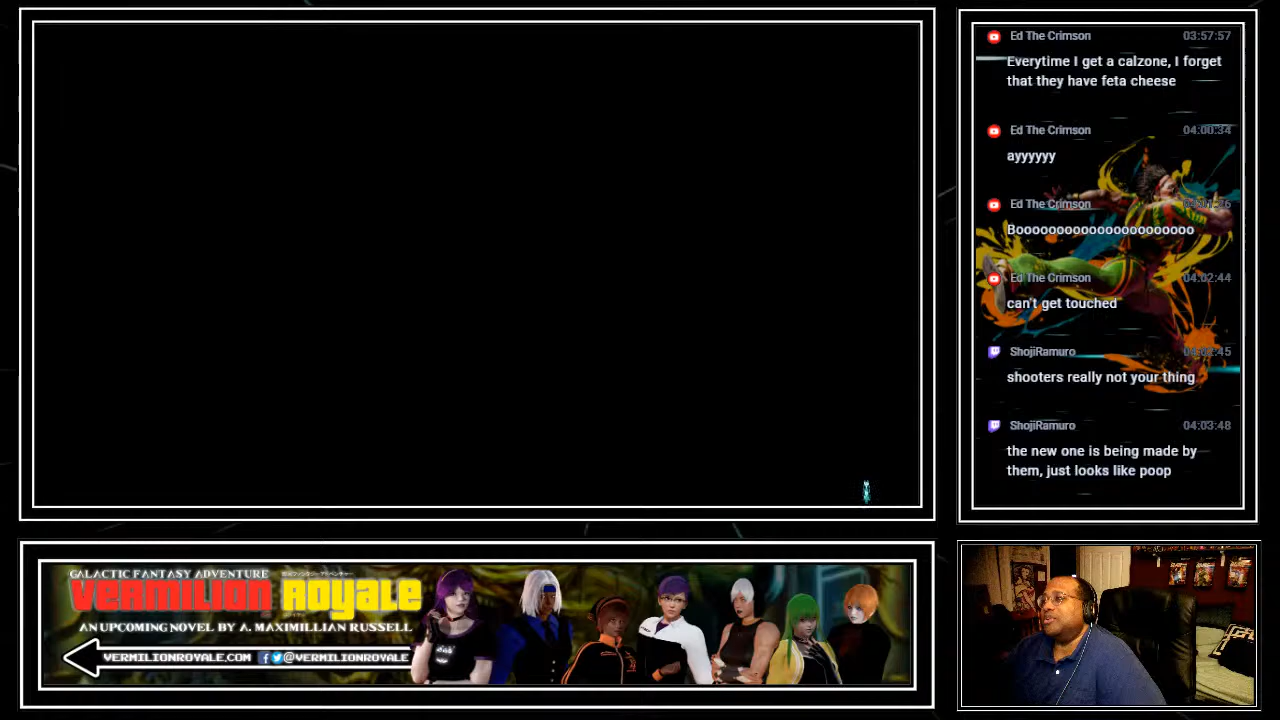 Ed The Crimson 03:57:57
Everytime I get a calzone, I forget
that they have feta cheese
Ed The Crimson 04:00:34
ayyyyyy
Ed The Crimson
Booooooooooooooooooooooo
Ed The Crimson 04:02:44
can't get touched
ShojiRamuro 04:02:45
shooters really not your thing
ShojiRamuro 04:03:48
the new one is being made by
them, just looks like poop
GALACTIC FANTASY ADVENTURE
VERMILION ROYALE
AN UPCOMING NOVEL BY A. MAXIMILLIAN RUSSELL
VERMILIONROYALE.COM @VERMILIONROYALE